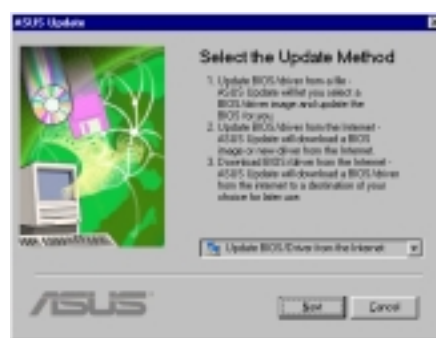 ASUS Update
Select the Update Method
1. Update BIOS/driver from a file -
ASUS Update will let you select a
BIOS/driver image and update the
BIOS for you.
2. Update BIOS/driver from the Internet -
ASUS Update will download a BIOS
image or new driver from the Internet.
3. Download BIOS/driver from the Internet -
ASUS Update will download a BIOS/driver
from the internet to a destination of your
choice for later use.
Update BIOS/Driver from the Internet
ASUS
Next
Cancel